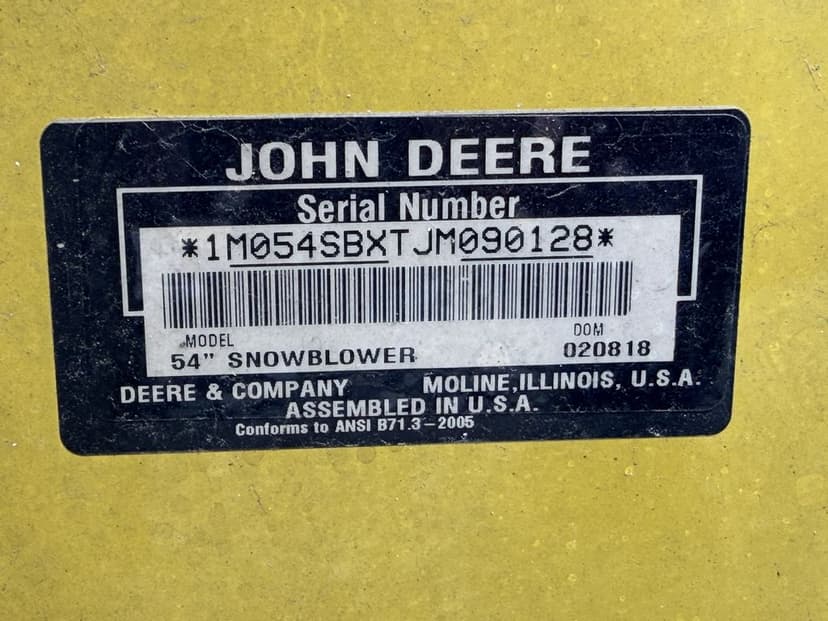 JOHN DEERE
Serial Number
*1M054SBXTJM090128*
MODEL DOM
54" SNOWBLOWER 020818
DEERE & COMPANY MOLINE, ILLINOIS, U.S.A.
ASSEMBLED IN U.S.A.
Conforms to ANSI B71.3-2005